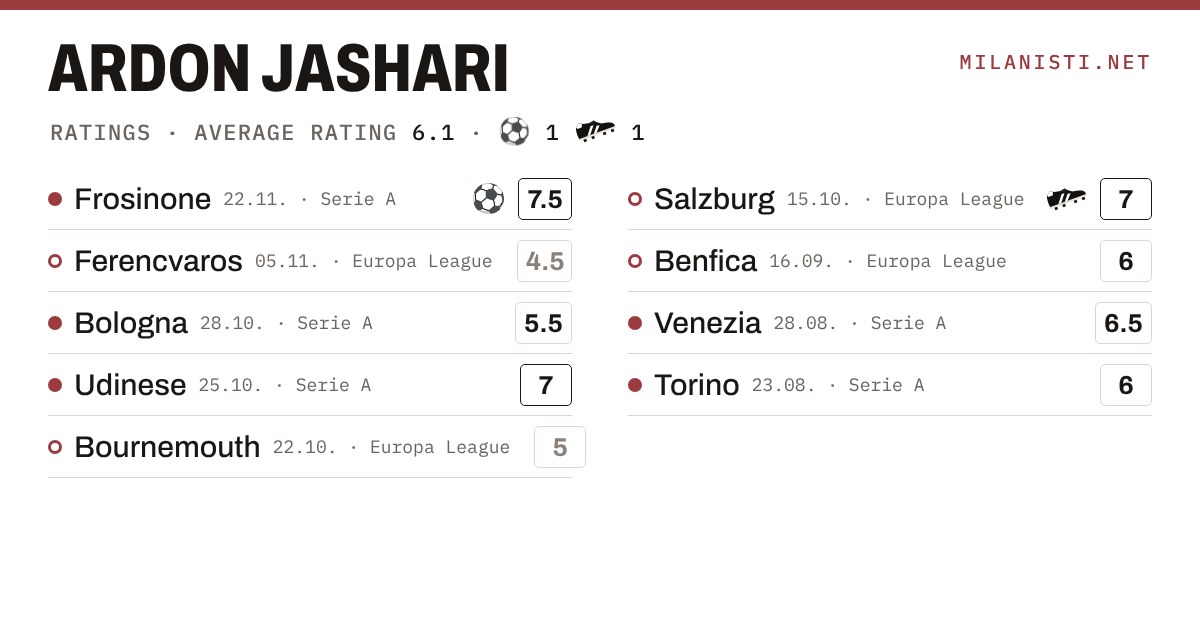 ARDON JASHARI
MILANISTI.NET
RATINGS · AVERAGE RATING 6.1 · ⚽ 1 1
Frosinone 22.11. · Serie A ⚽ 7.5
Ferencvaros 05.11. · Europa League 4.5
Bologna 28.10. · Serie A 5.5
Udinese 25.10. · Serie A 7
Bournemouth 22.10. · Europa League 5
Salzburg 15.10. · Europa League 7
Benfica 16.09. · Europa League 6
Venezia 28.08. · Serie A 6.5
Torino 23.08. · Serie A 6